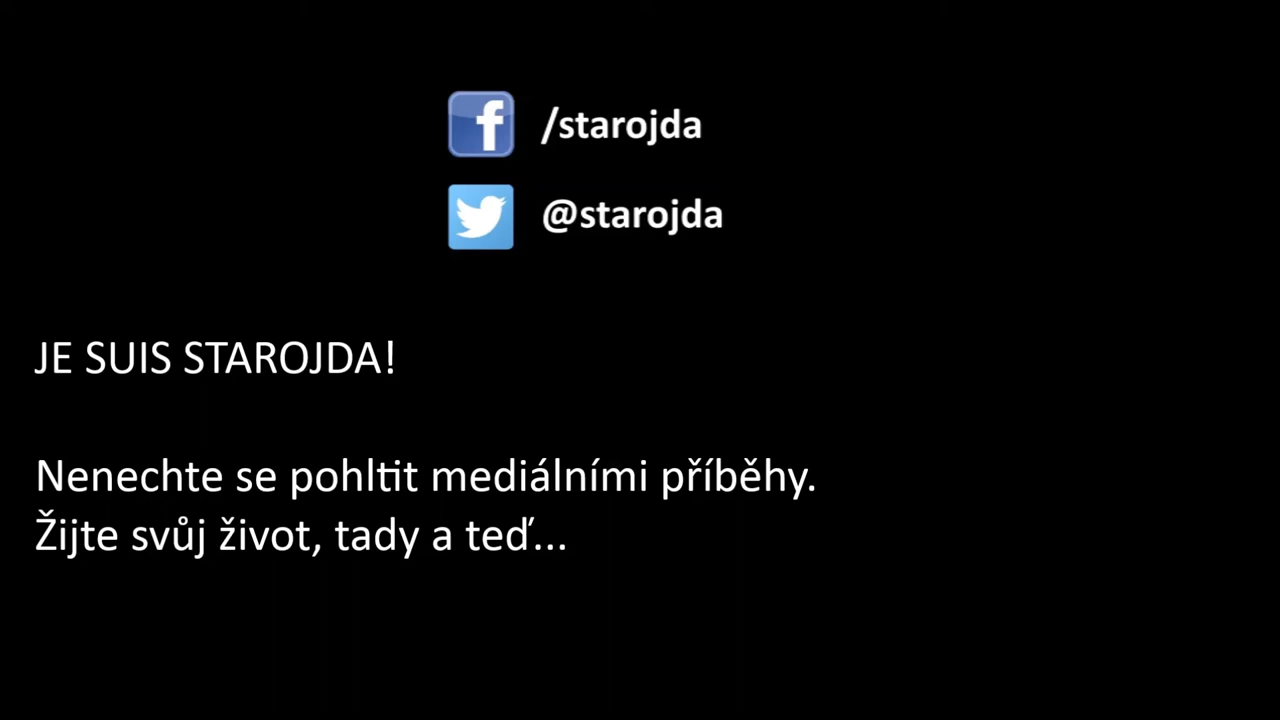 /starojda
@starojda
JE SUIS STAROJDA!
Nenechte se pohltit mediálními příběhy.
Žijte svůj život, tady a teď...